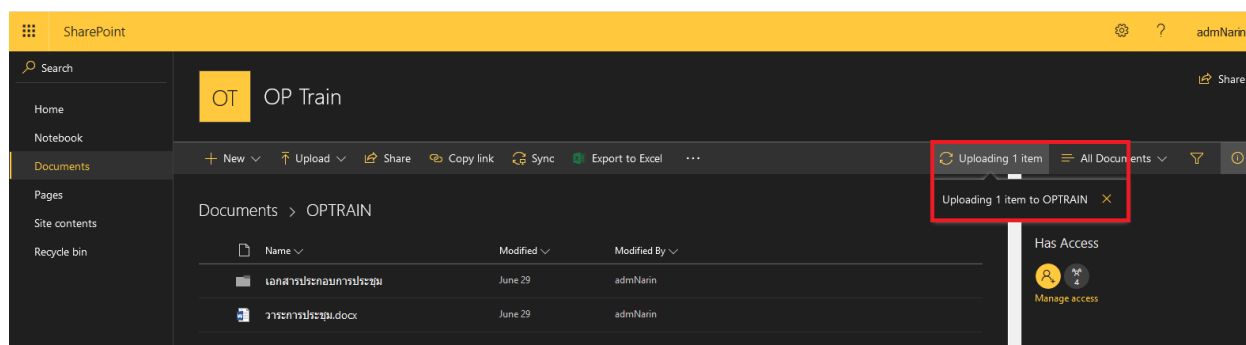 SharePoint
? admNarin
Search
Share
OT OP Train
Home
Notebook
Documents
Pages
Site contents
Recycle bin
New Upload Share Copy link Sync Export to Excel ... Uploading 1 item All Documents
Uploading 1 item to OPTRAIN
Documents > OPTRAIN
Has Access
Name Modified Modified By
เอกสารประกอบการประชุม June 29 admNarin
4
Manage access
วาระการประชุม.docx June 29 admNarin